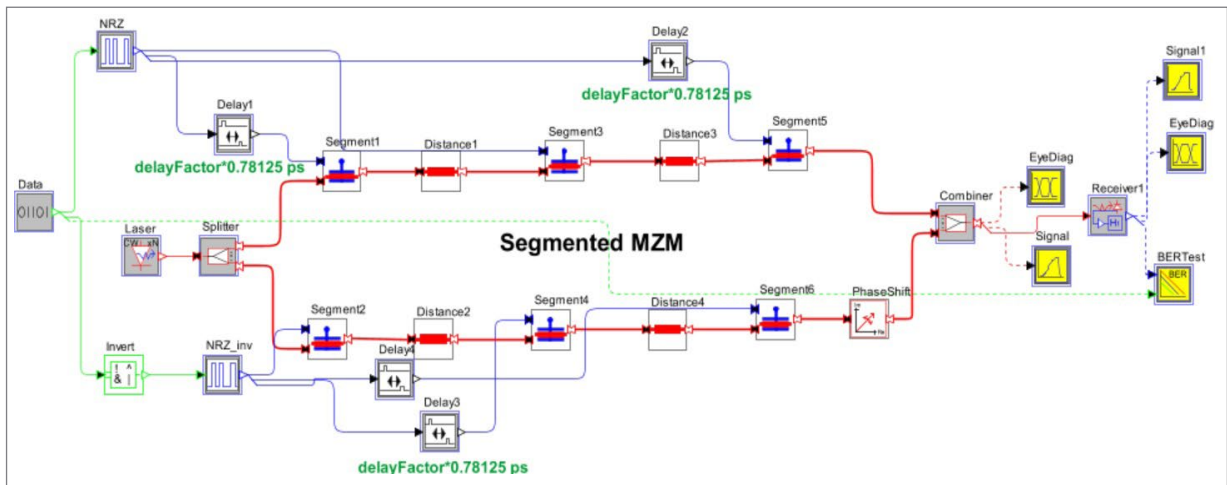 NRZ
Delay2
Signal1
delayFactor*0.78125 ps
Delay1
EyeDiag
Segment1
Distance1
Segment3
Distance3
Segment5
delayFactor*0.78125 ps
EyeDiag
Data
01101
Combiner
Receiver1
Laser
Splitter
Segmented MZM
Signal
BERTest
BER
Segment2
Distance2
Segment4
Distance4
Segment6
PhaseShift
Invert
NRZ_inv
Delay4
! ^
& |
Delay3
delayFactor*0.78125 ps